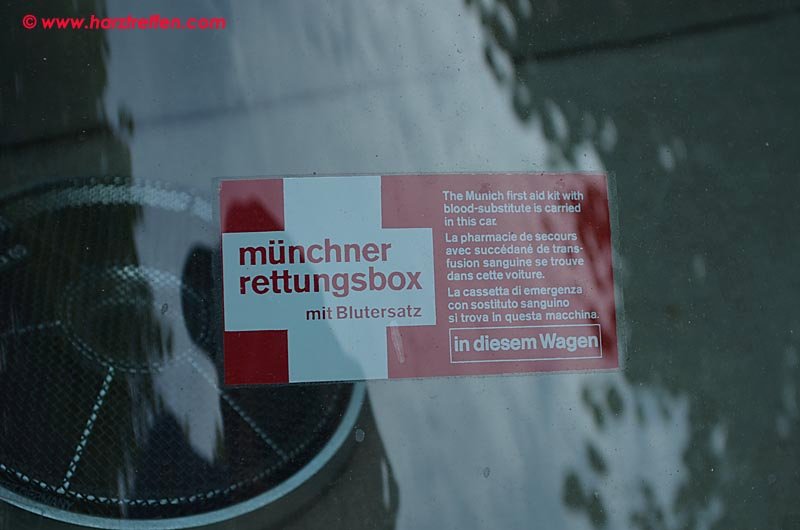 © www.harztreffen.com
münchner
rettungsbox
mit Blutersatz
The Munich first aid kit with
blood-substitute is carried
in this car.
La pharmacie de secours
avec succédané de trans-
fusion sanguine se trouve
dans cette voiture.
La cassetta di emergenza
con sostituto sanguino
si trova in questa macchina.
in diesem Wagen